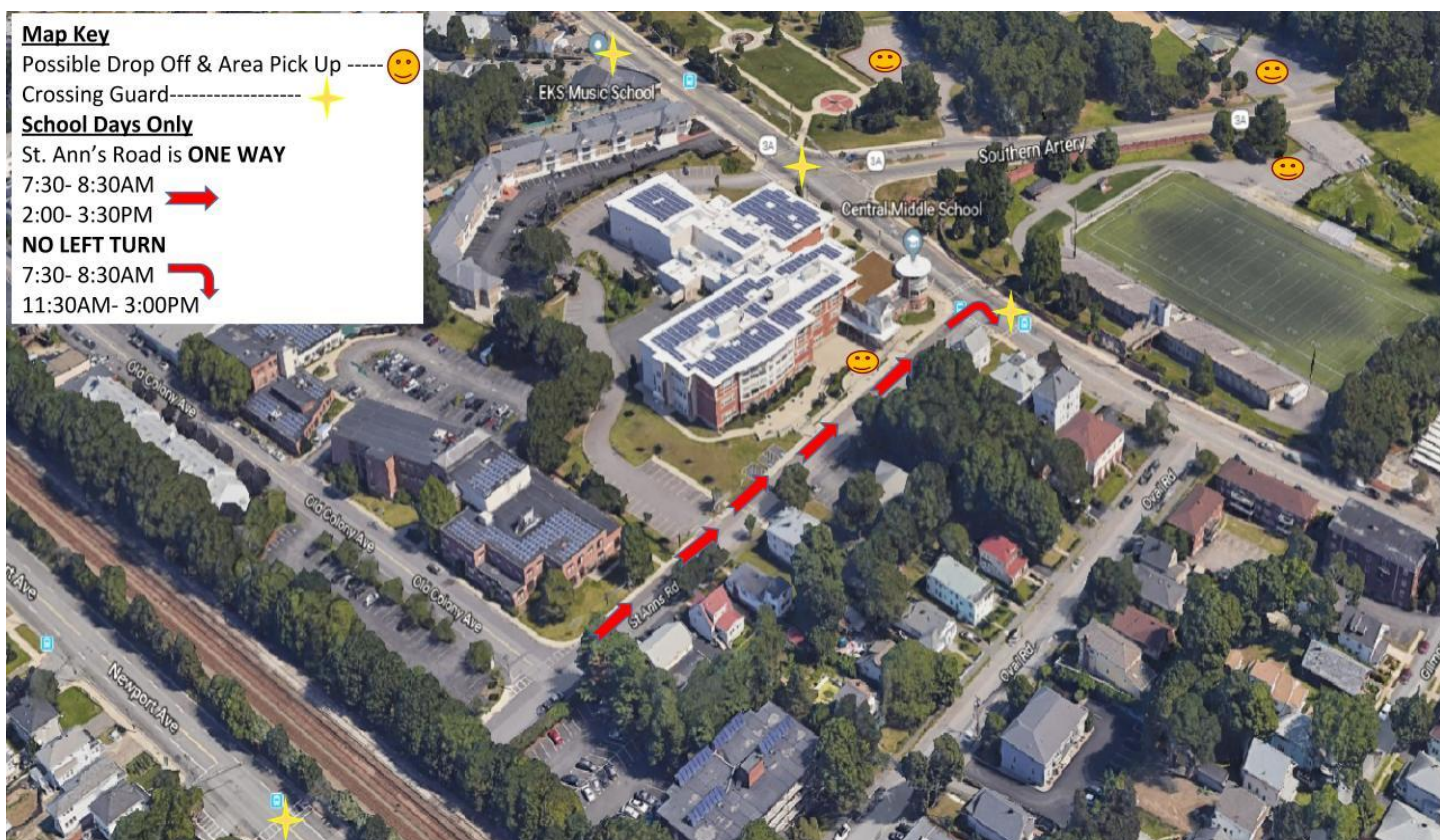 Map Key
Possible Drop Off & Area Pick Up -----
Crossing Guard------------------
School Days Only
St. Ann's Road is ONE WAY
7:30- 8:30AM
2:00- 3:30PM
NO LEFT TURN
7:30- 8:30AM
11:30AM- 3:00PM
EKS Music School
3A
3A
3A
Southern Artery
Central Middle School
Old Colony Ave
Old Colony Ave
Old Colony Ave
St Anns Rd
Oval Rd
Oval Rd
Newport Ave